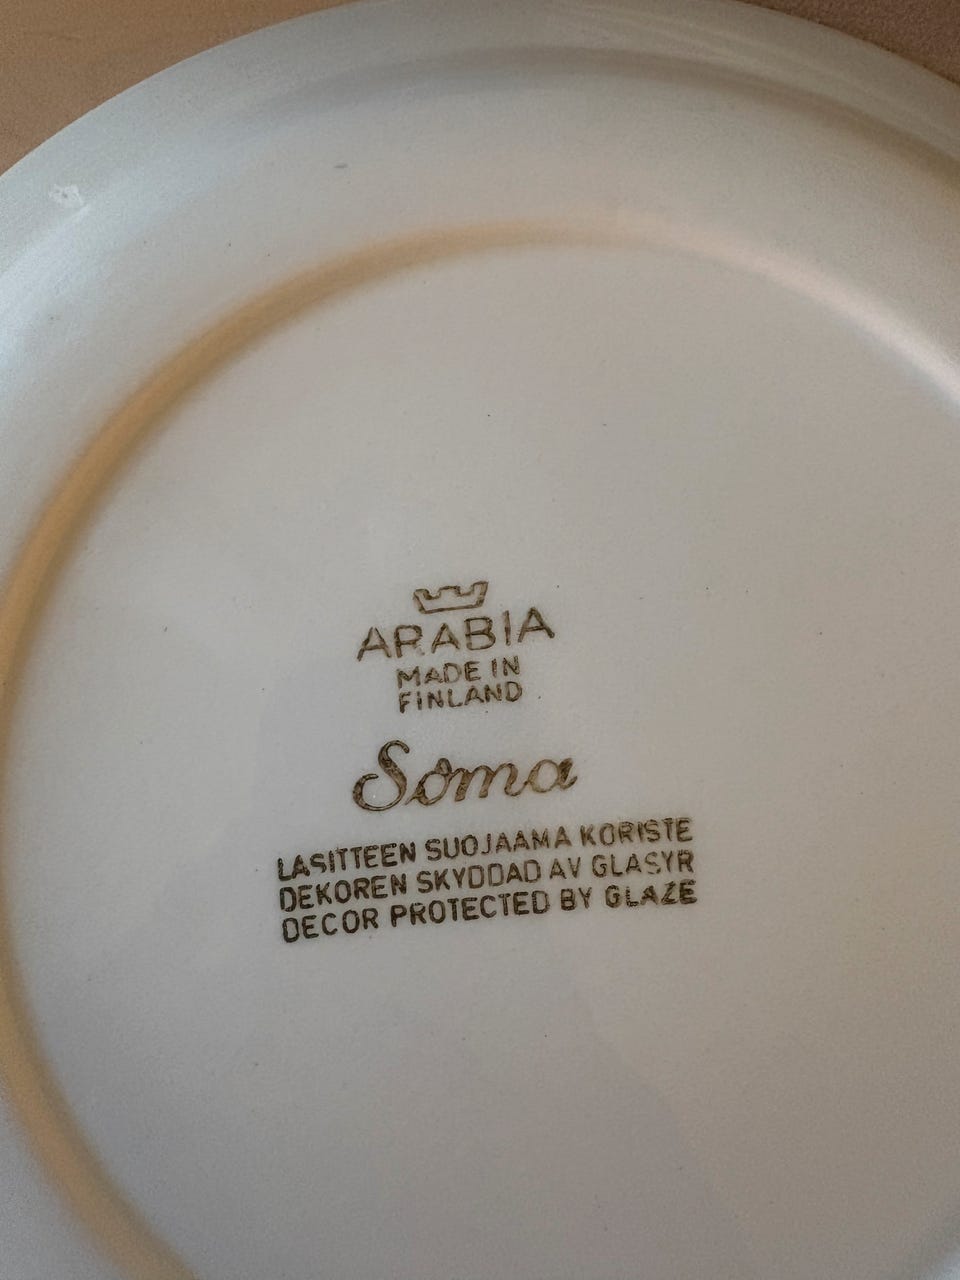 ARABIA
MADE IN
FINLAND
Soma
LASITTEEN SUOJAAMA KORISTE
DEKOREN SKYDDAD AV GLASYR
DECOR PROTECTED BY GLAZE